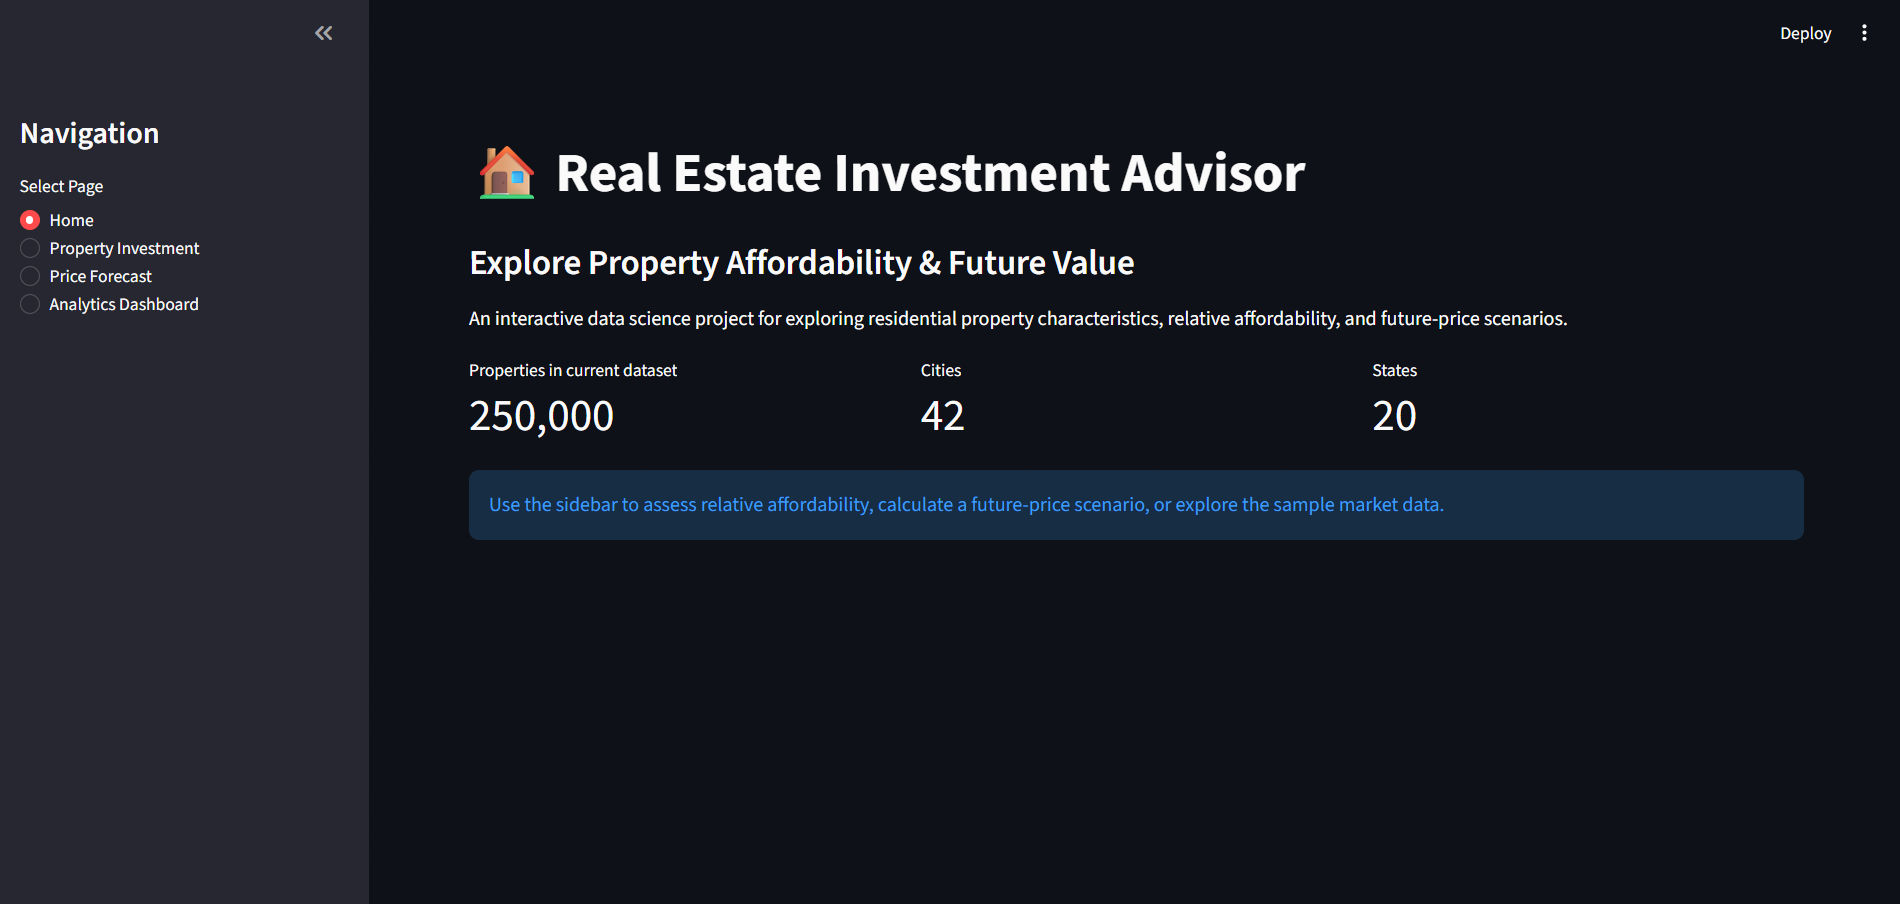 Deploy
Navigation
Select Page
Home
Property Investment
Price Forecast
Analytics Dashboard
Real Estate Investment Advisor
Explore Property Affordability & Future Value
An interactive data science project for exploring residential property characteristics, relative affordability, and future-price scenarios.
Properties in current dataset
250,000
Cities
42
States
20
Use the sidebar to assess relative affordability, calculate a future-price scenario, or explore the sample market data.